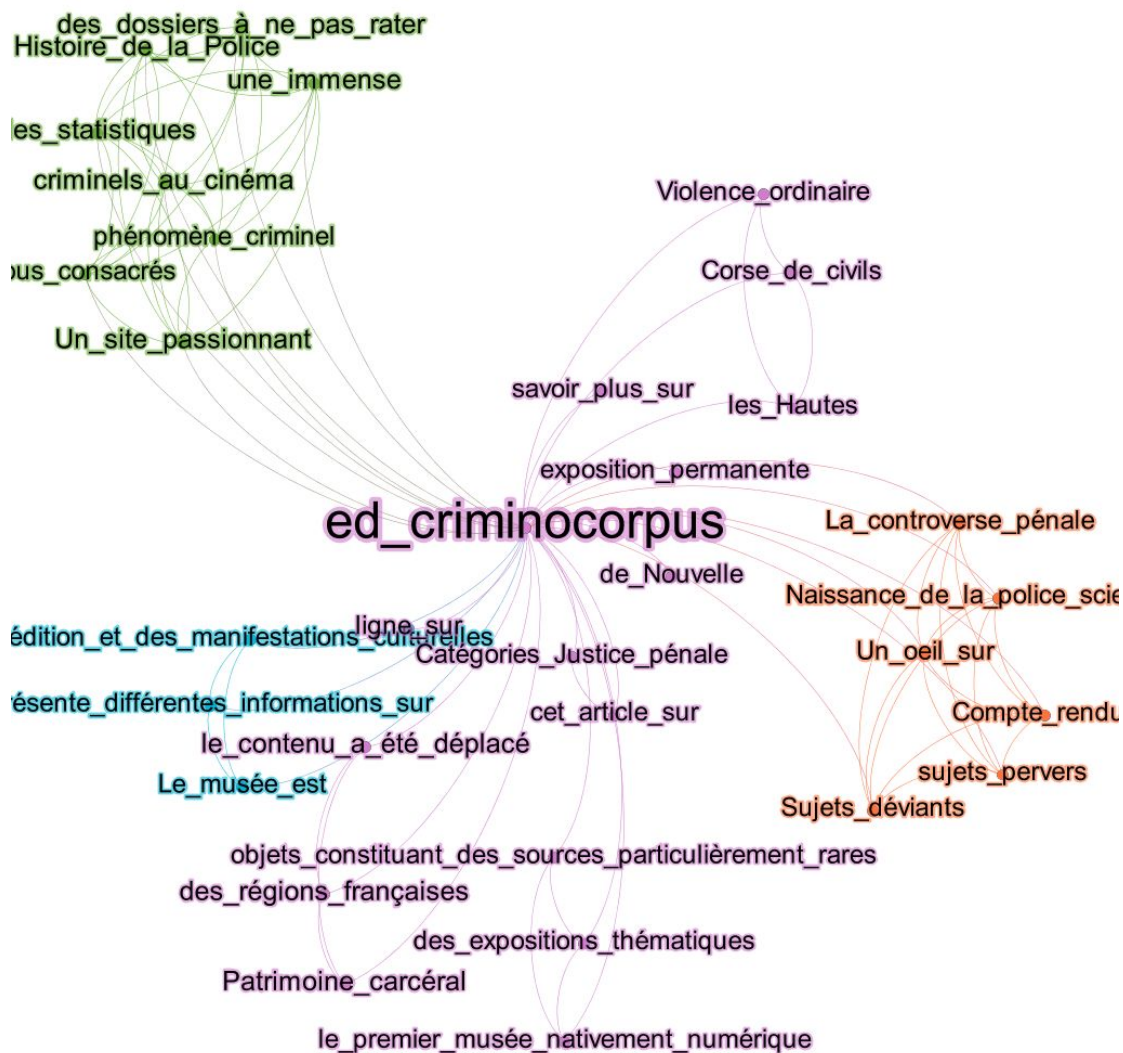 des_dossiers_à_ne_pas_rater
Histoire_de_la_Police
une_immense
les_statistiques
criminels_au_cinéma
phénomène_criminel
ous_consacrés
Un_site_passionnant
Violence_ordinaire
Corse_de_civils
savoir_plus_sur
les_Hautes
exposition_permanente
ed_criminocorpus
La_controverse_pénale
de_Nouvelle
Naissance_de_la_police_scie
ligne_sur
édition_et_des_manifestations_culturelles
Catégories_Justice_pénale
Un_oeil_sur
résente_différentes_informations_sur
cet_article_sur
Compte_rendu
le_contenu_a_été_déplacé
Le_musée_est
sujets_pervers
Sujets_déviants
objets_constituant_des_sources_particulièrement_rares
des_régions_françaises
des_expositions_thématiques
Patrimoine_carcéral
le_premier_musée_nativement_numérique